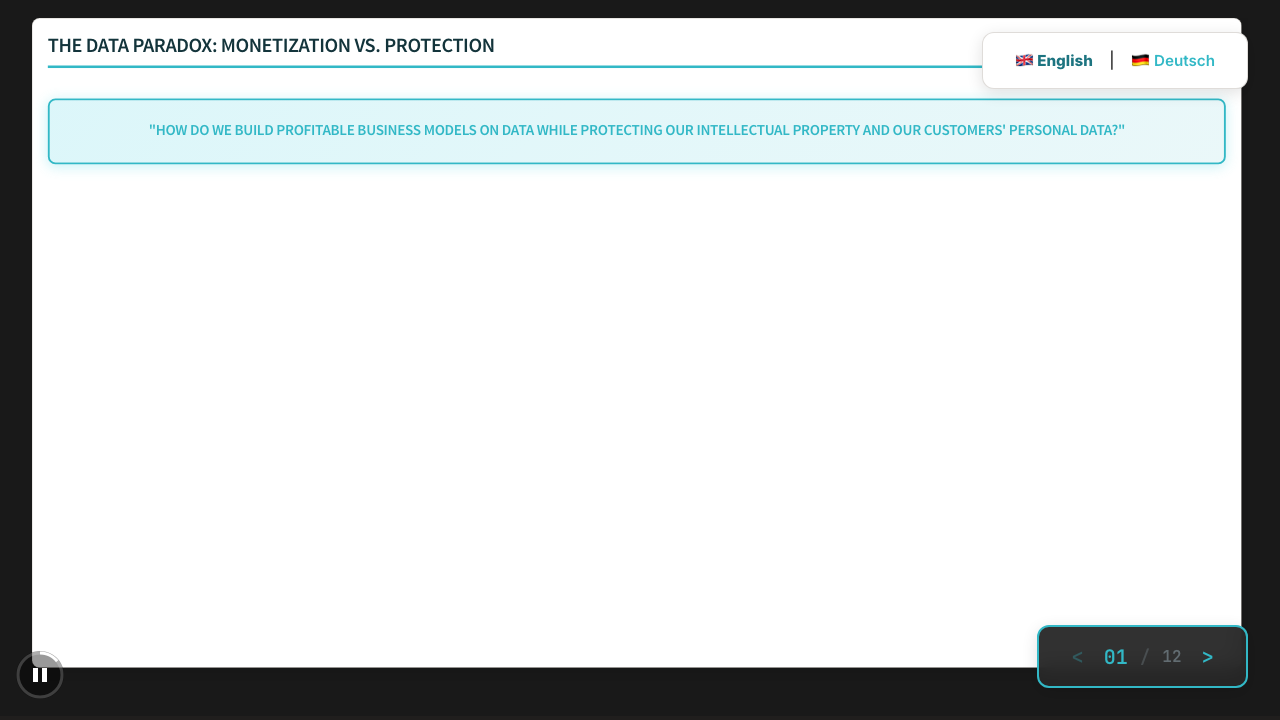 THE DATA PARADOX: MONETIZATION VS. PROTECTION
🇬🇧 English | 🇩🇪 Deutsch
"HOW DO WE BUILD PROFITABLE BUSINESS MODELS ON DATA WHILE PROTECTING OUR INTELLECTUAL PROPERTY AND OUR CUSTOMERS' PERSONAL DATA?"
< 01 / 12 >